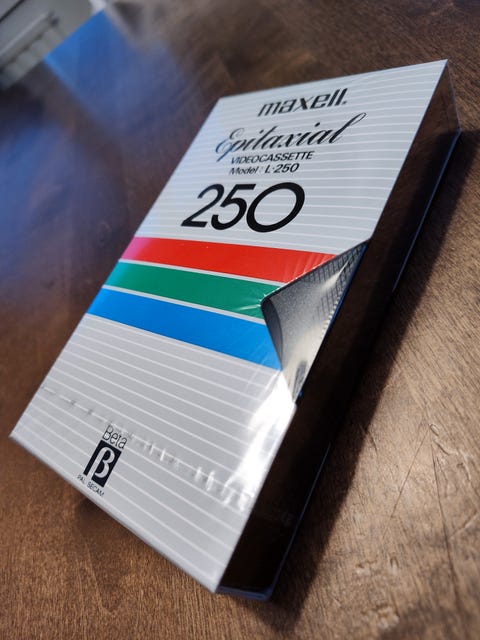 maxell.
Epitaxial
VIDEOCASSETTE
Model: L-250
250
Beta
β
PAL SECAM